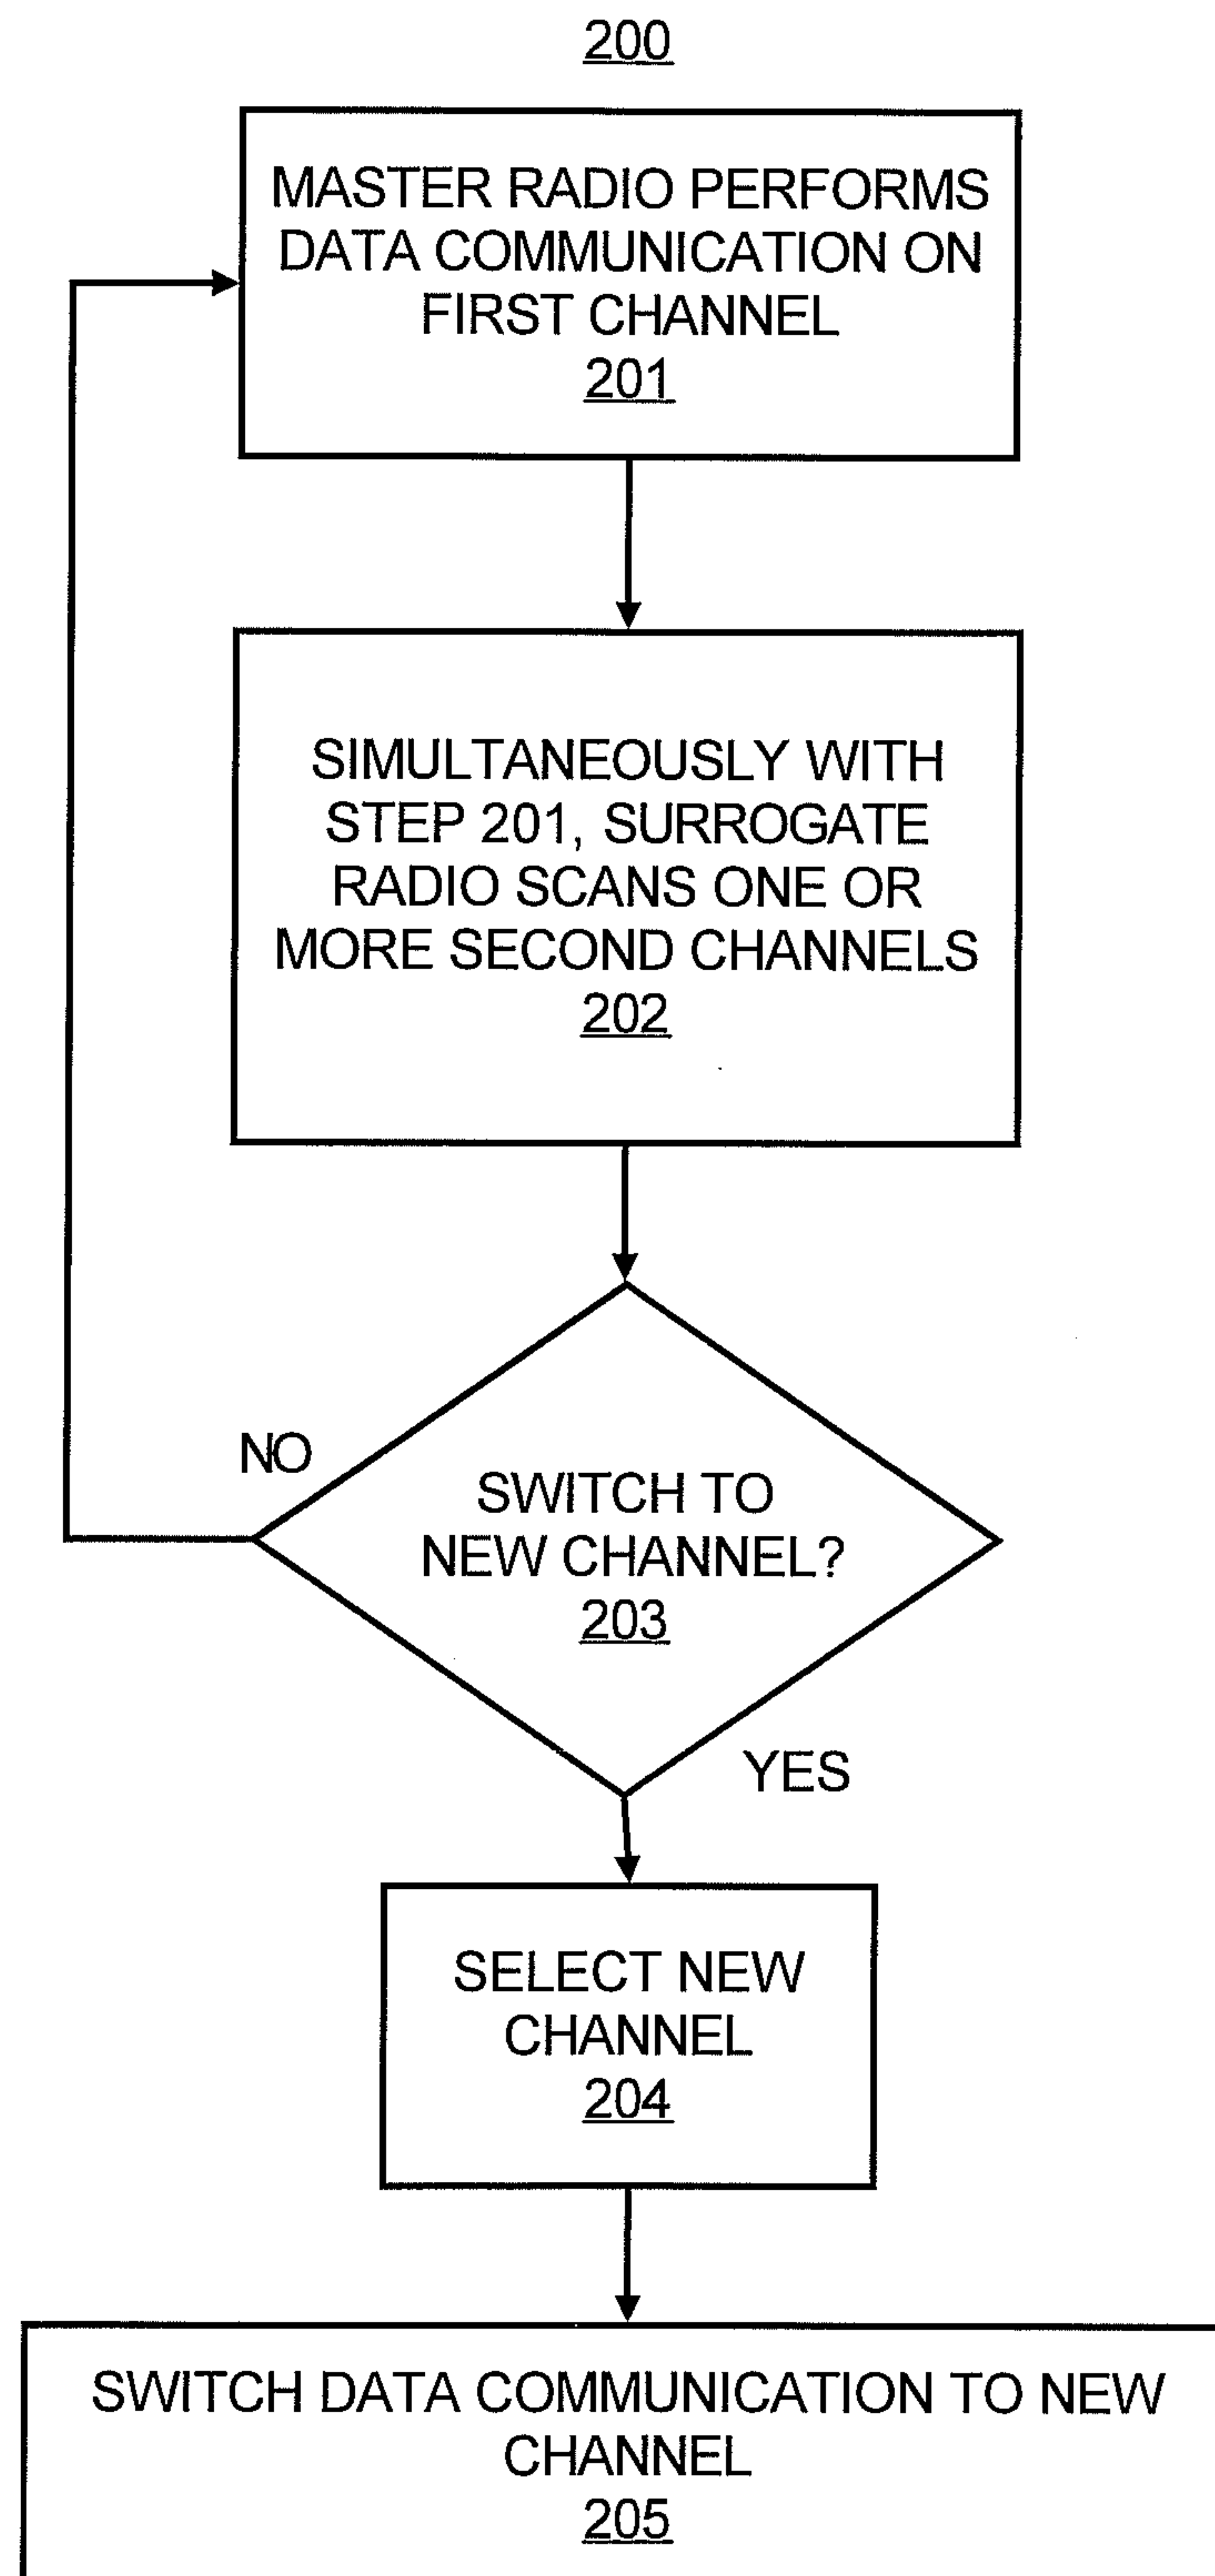 200
MASTER RADIO PERFORMS
DATA COMMUNICATION ON
FIRST CHANNEL
201
SIMULTANEOUSLY WITH
STEP 201, SURROGATE
RADIO SCANS ONE OR
MORE SECOND CHANNELS
202
NO
SWITCH TO
NEW CHANNEL?
203
YES
SELECT NEW
CHANNEL
204
SWITCH DATA COMMUNICATION TO NEW
CHANNEL
205